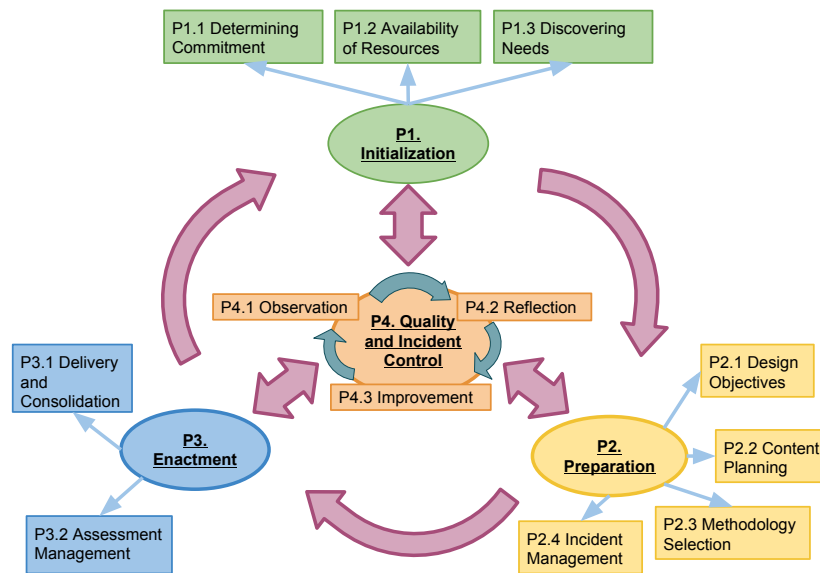 P1.1 Determining
Commitment
P1.2 Availability
of Resources
P1.3 Discovering
Needs
P1.
Initialization
P4.1 Observation
P4.2 Reflection
P4. Quality
and Incident
Control
P4.3 Improvement
P3.1 Delivery
and
Consolidation
P3.
Enactment
P3.2 Assessment
Management
P2.1 Design
Objectives
P2.
Preparation
P2.2 Content
Planning
P2.3 Methodology
Selection
P2.4 Incident
Management